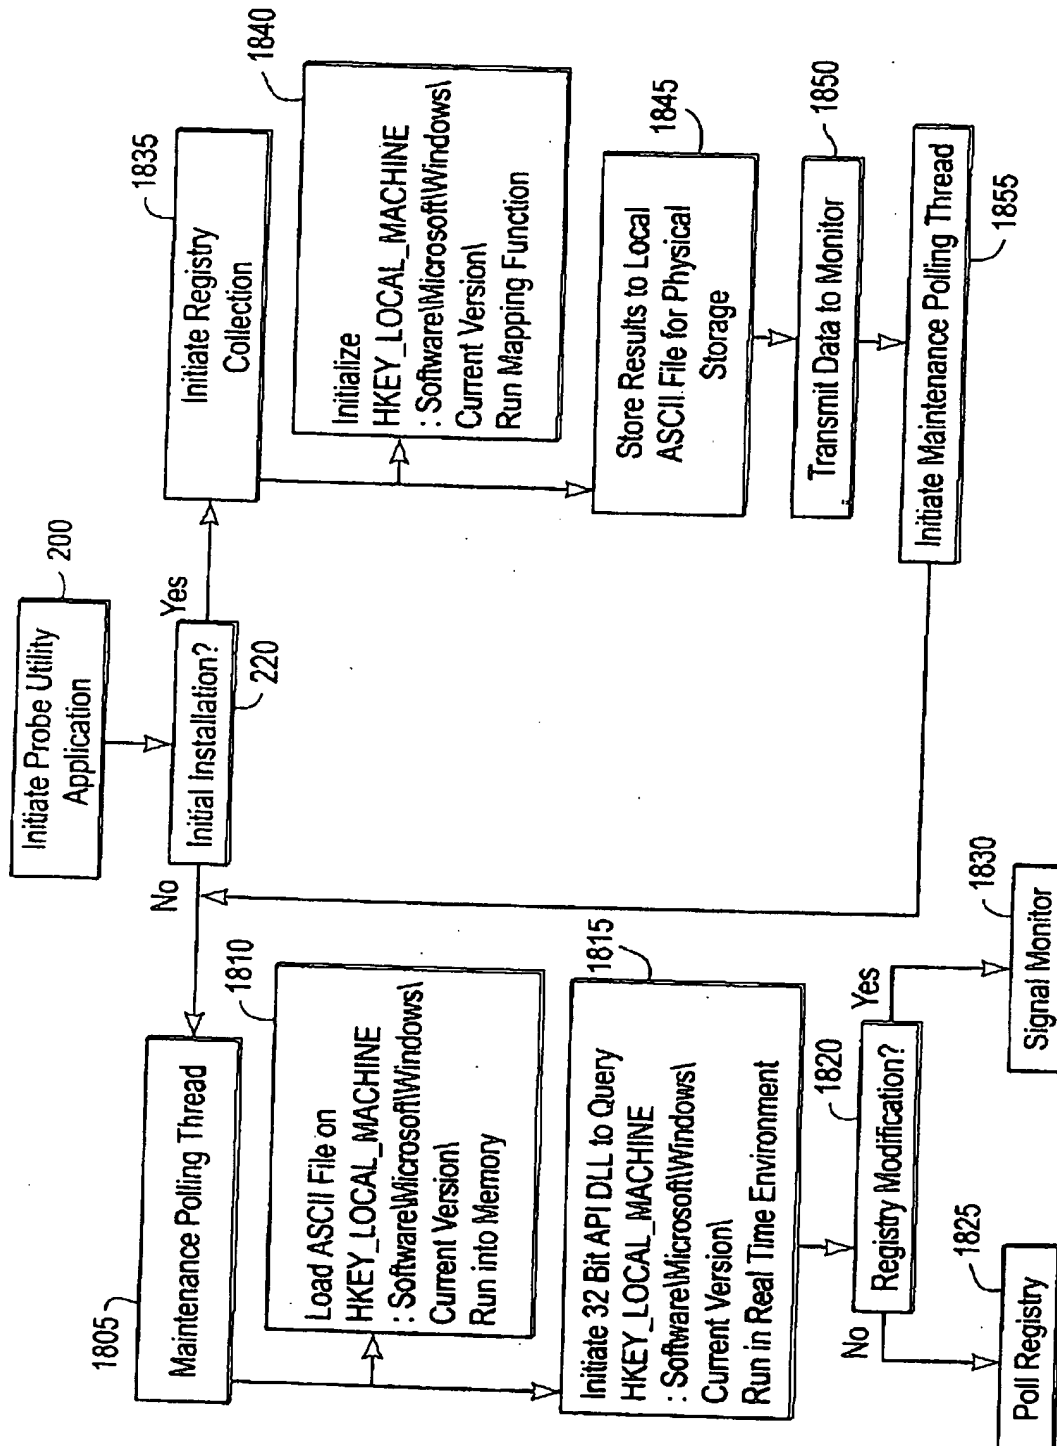 200
Initiate Probe Utility
Application
Initial Installation?
220
No
Yes
1805
Maintenance Polling Thread
1810
Load ASCII File on
HKEY_LOCAL_MACHINE
: Software\Microsoft\Windows\
Current Version\
Run into Memory
1815
Initiate 32 Bit API DLL to Query
HKEY_LOCAL_MACHINE
: Software\Microsoft\Windows\
Current Version\
Run in Real Time Environment
1820
Registry Modification?
No
Yes
1825
Poll Registry
1830
Signal Monitor
1835
Initiate Registry
Collection
1840
Initialize
HKEY_LOCAL_MACHINE
: Software\Microsoft\Windows\
Current Version\
Run Mapping Function
1845
Store Results to Local
ASCII File for Physical
Storage
1850
Transmit Data to Monitor
1855
Initiate Maintenance Polling Thread